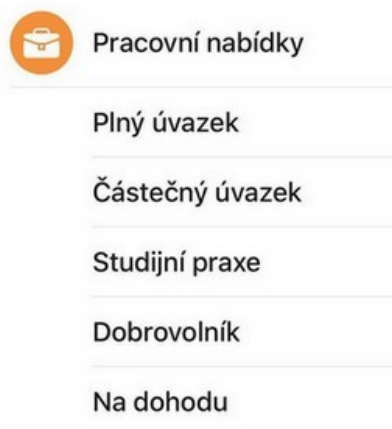 Pracovní nabídky
Plný úvazek
Částečný úvazek
Studijní praxe
Dobrovolník
Na dohodu